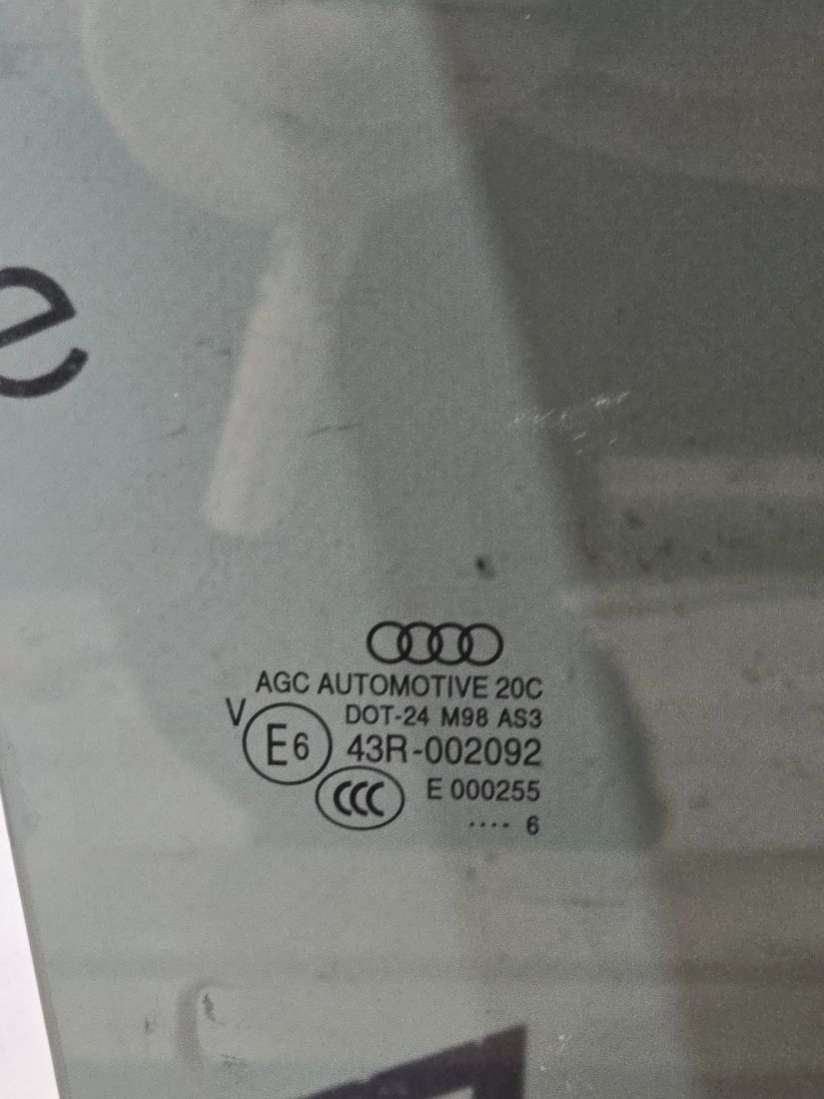 e
AGC AUTOMOTIVE 20C
V
DOT-24 M98 AS3
E6
43R-002092
CCC
E 000255
···· 6